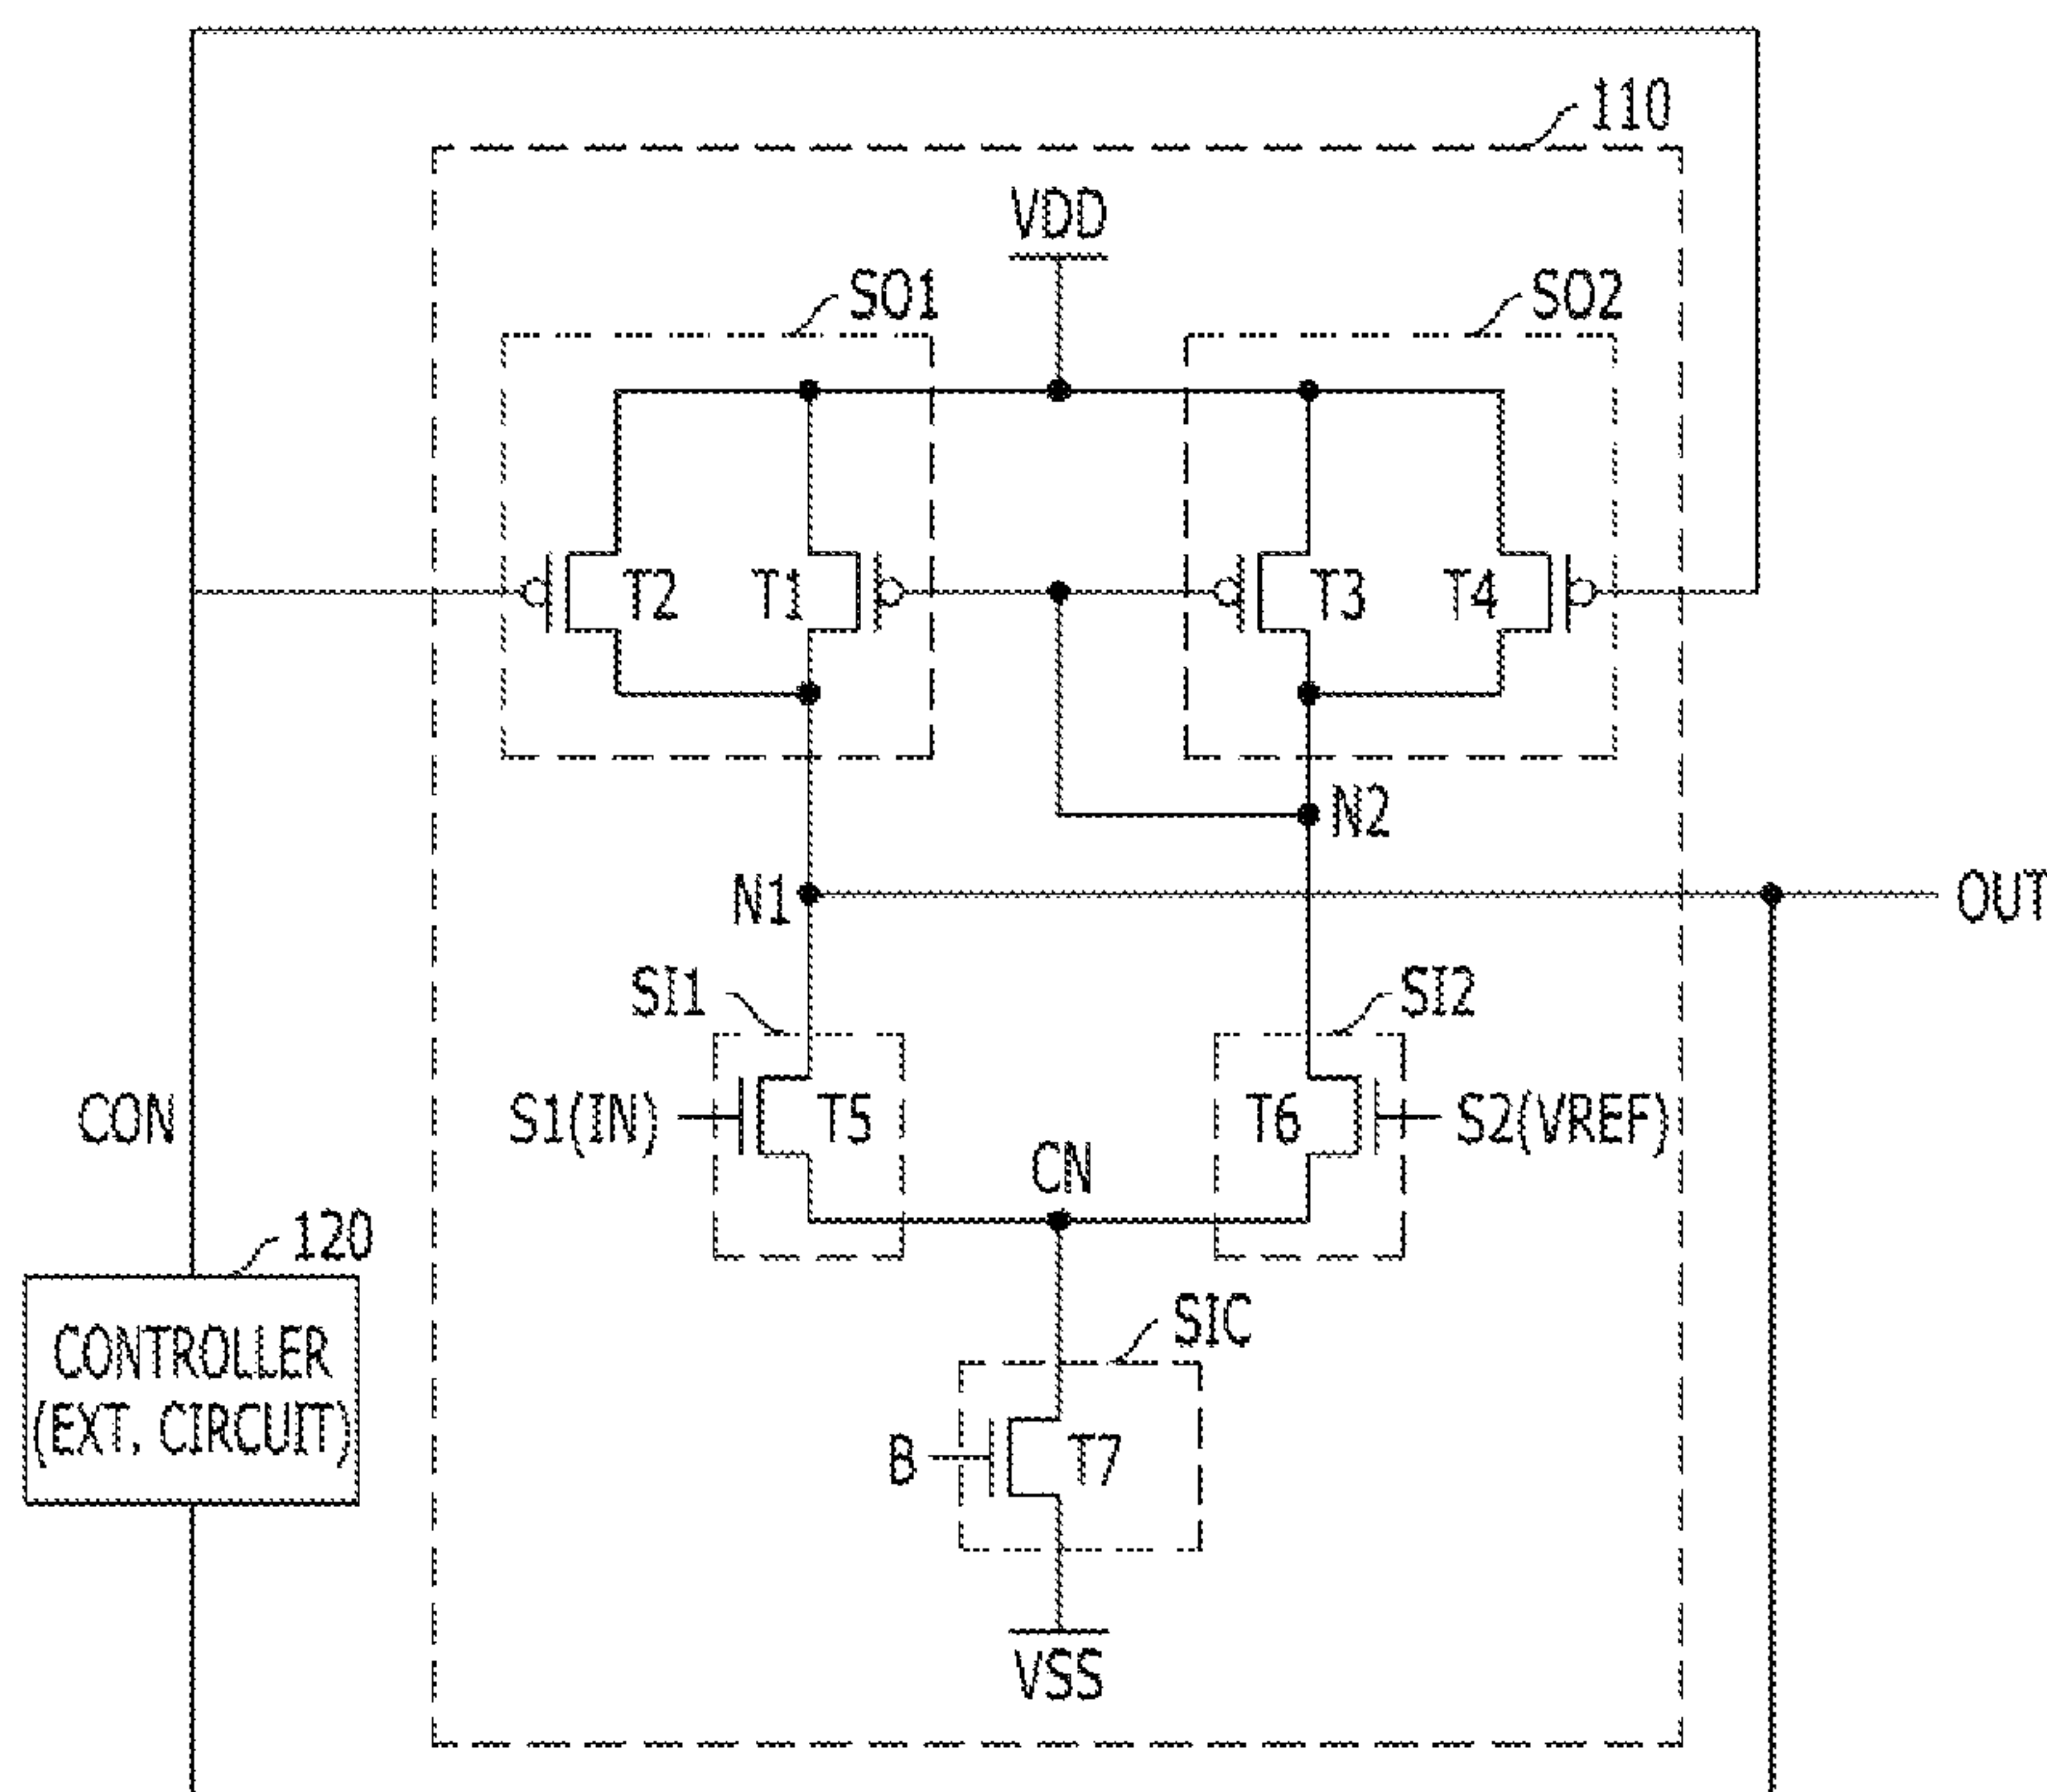 110
VDD
SO1
SO2
T2
T1
T3
T4
N2
N1
OUT
SI1
SI2
CON
S1(IN)
T5
T6
S2(VREF)
CN
120
CONTROLLER
(EXT. CIRCUIT)
SIC
B
T7
VSS